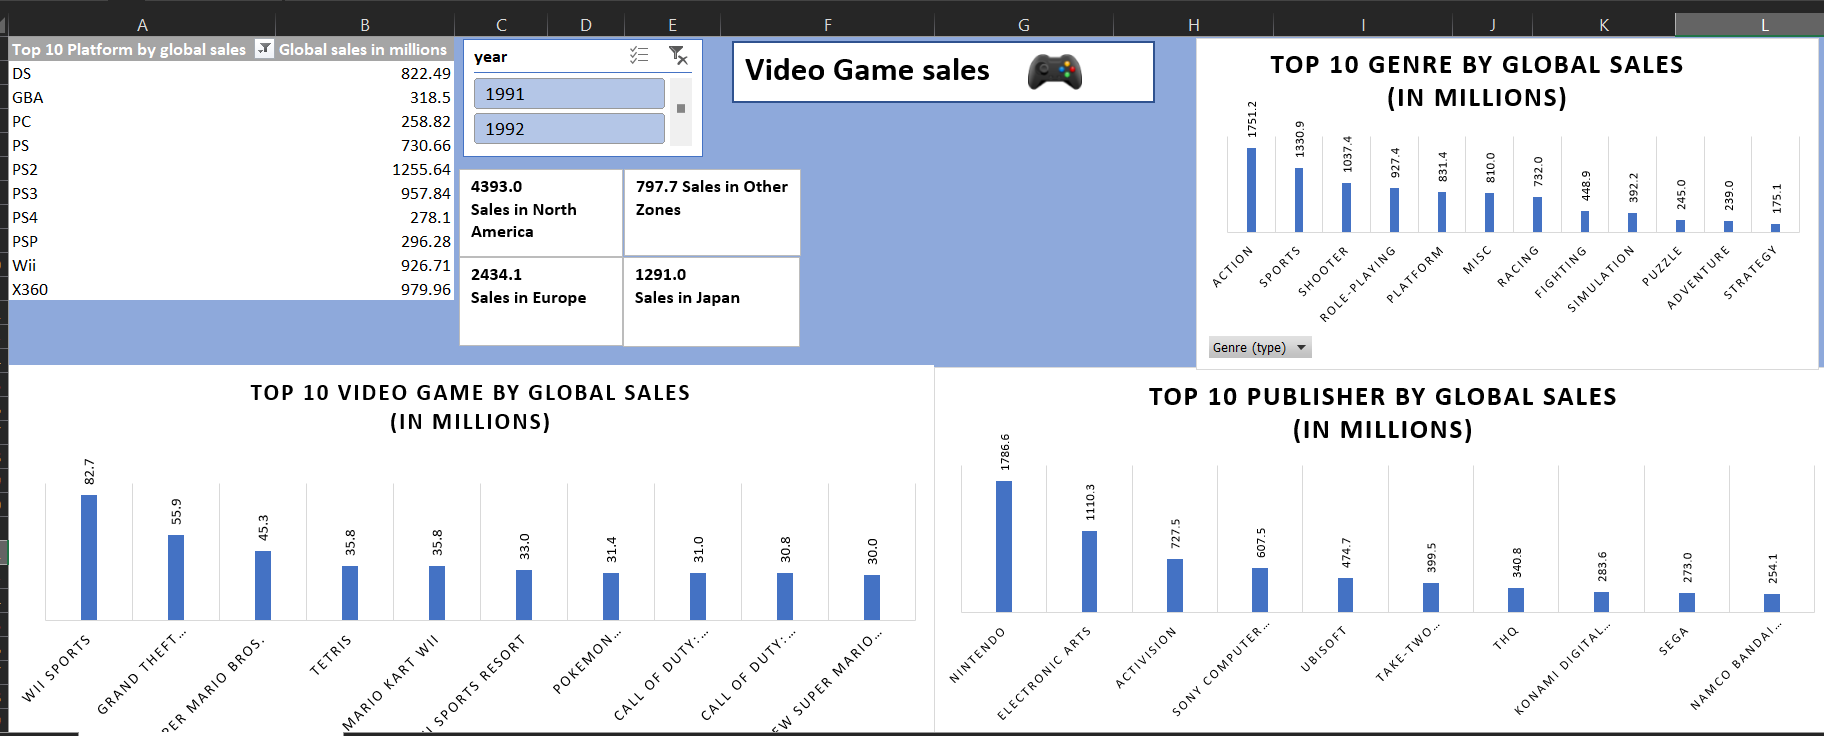 A B C D E F G H I J K L
Top 10 Platform by global sales Global sales in millions
DS 822.49
GBA 318.5
PC 258.82
PS 730.66
PS2 1255.64
PS3 957.84
PS4 278.1
PSP 296.28
Wii 926.71
X360 979.96
year
1991
1992
Video Game sales
4393.0
Sales in North
America
797.7 Sales in Other
Zones
2434.1
Sales in Europe
1291.0
Sales in Japan
TOP 10 GENRE BY GLOBAL SALES
(IN MILLIONS)
1751.2 1330.9 1037.4 927.4 831.4 810.0 732.0 448.9 392.2 245.0 239.0 175.1
ACTION SPORTS SHOOTER ROLE-PLAYING PLATFORM MISC RACING FIGHTING SIMULATION PUZZLE ADVENTURE STRATEGY
Genre (type)
TOP 10 VIDEO GAME BY GLOBAL SALES
(IN MILLIONS)
82.7 55.9 45.3 35.8 35.8 33.0 31.4 31.0 30.8 30.0
WII SPORTS GRAND THEFT... PER MARIO BROS. TETRIS MARIO KART WII I SPORTS RESORT POKEMON... CALL OF DUTY:... CALL OF DUTY:... EW SUPER MARIO...
TOP 10 PUBLISHER BY GLOBAL SALES
(IN MILLIONS)
1786.6 1110.3 727.5 607.5 474.7 399.5 340.8 283.6 273.0 254.1
NINTENDO ELECTRONIC ARTS ACTIVISION SONY COMPUTER... UBISOFT TAKE-TWO... THQ KONAMI DIGITAL... SEGA NAMCO BANDAI...